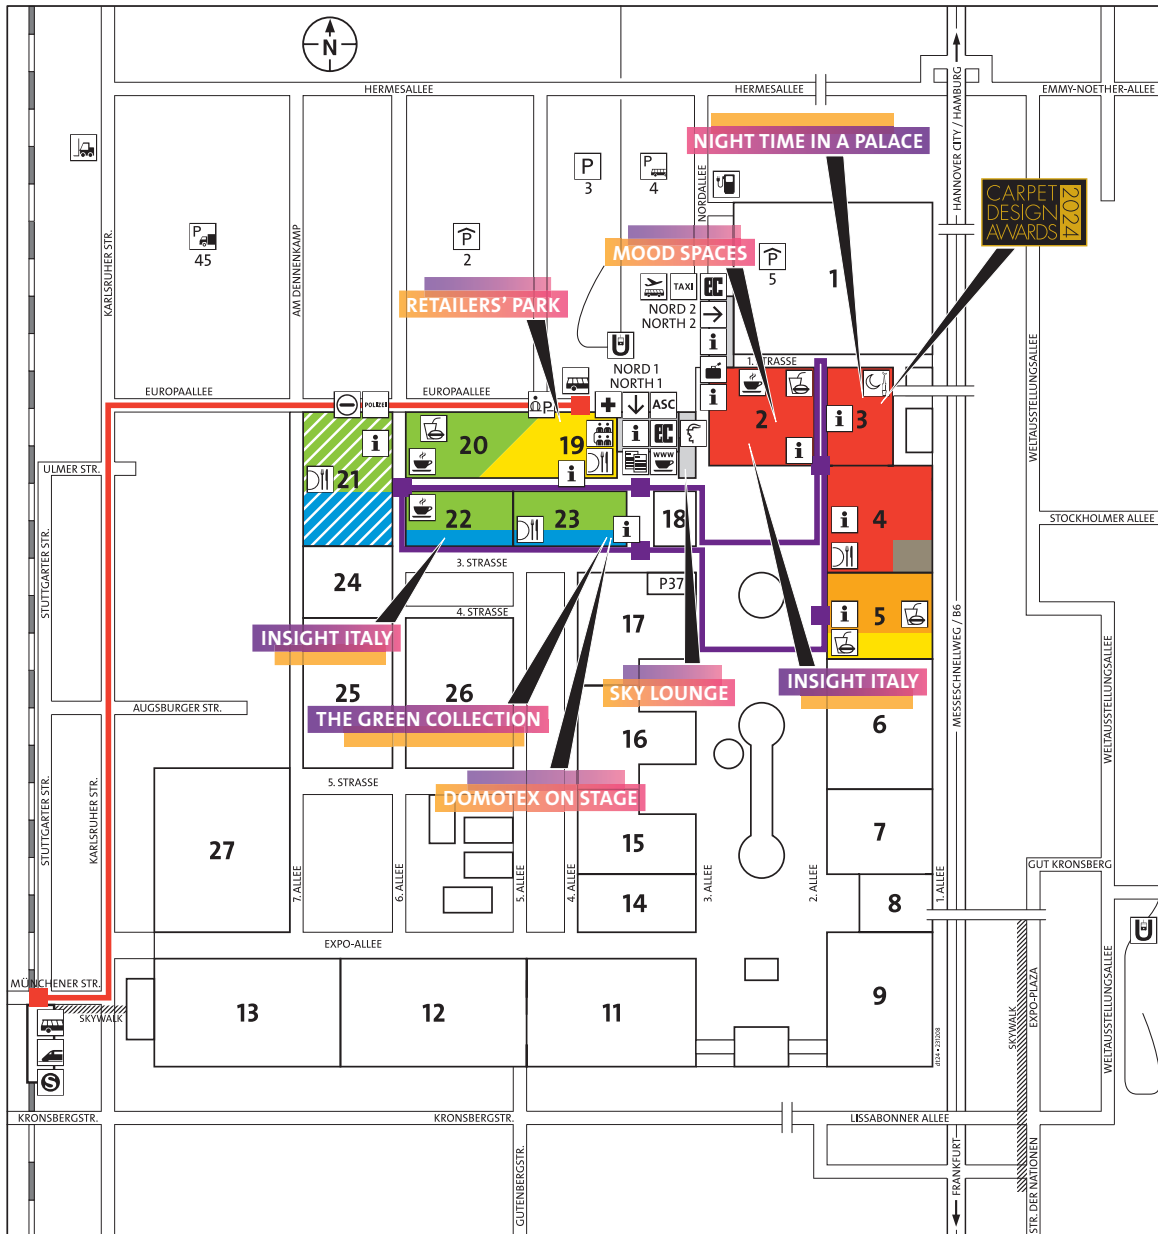 N
HERMESALLEE
HERMESALLEE
EMMY-NOETHER-ALLEE
HANNOVER CITY / HAMBURG
NIGHT TIME IN A PALACE
CARPET
DESIGN
AWARDS
2024
P
3
P
4
NORDALLEE
P
45
P
2
P
5
KARLSRUHER STR.
AM DENNENKAMP
MOOD SPACES
1
RETAILERS' PARK
TAXI
EC
NORD 2
NORTH 2
i
U
NORD 1
NORTH 1
1. STRASSE
i
WELTAUSSTELLUNGSALLEE
EUROPAALLEE
EUROPAALLEE
POLIZEI
P
ASC
i
EC
WWW
2
i
i
3
i
20
19
i
ULMER STR.
21
22
23
i
18
i
4
STOCKHOLMER ALLEE
STUTTGARTER STR.
3. STRASSE
24
P37
4. STRASSE
17
i
5
MESSESCHNELLWEG / B6
INSIGHT ITALY
SKY LOUNGE
INSIGHT ITALY
WELTAUSSTELLUNGSALLEE
25
26
THE GREEN COLLECTION
AUGSBURGER STR.
16
6
5. STRASSE
DOMOTEX ON STAGE
STUTTGARTER STR.
KARLSRUHER STR.
27
15
7
GUT KRONSBERG
7. ALLEE
6. ALLEE
5. ALLEE
4. ALLEE
3. ALLEE
2. ALLEE
1. ALLEE
14
8
U
EXPO-ALLEE
MÜNCHENER STR.
SKYWALK
13
12
11
9
dt24 • 231208
SKYWALK
EXPO-PLAZA
WELTAUSSTELLUNGSALLEE
S
KRONSBERGSTR.
KRONSBERGSTR.
LISSABONNER ALLEE
GUTENBERGSTR.
FRANKFURT
STR. DER NATIONEN